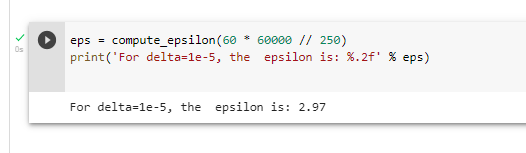 eps = compute_epsilon(60 * 60000 // 250)
0s
print('For delta=1e-5, the  epsilon is: %.2f' % eps)
For delta=1e-5, the  epsilon is: 2.97